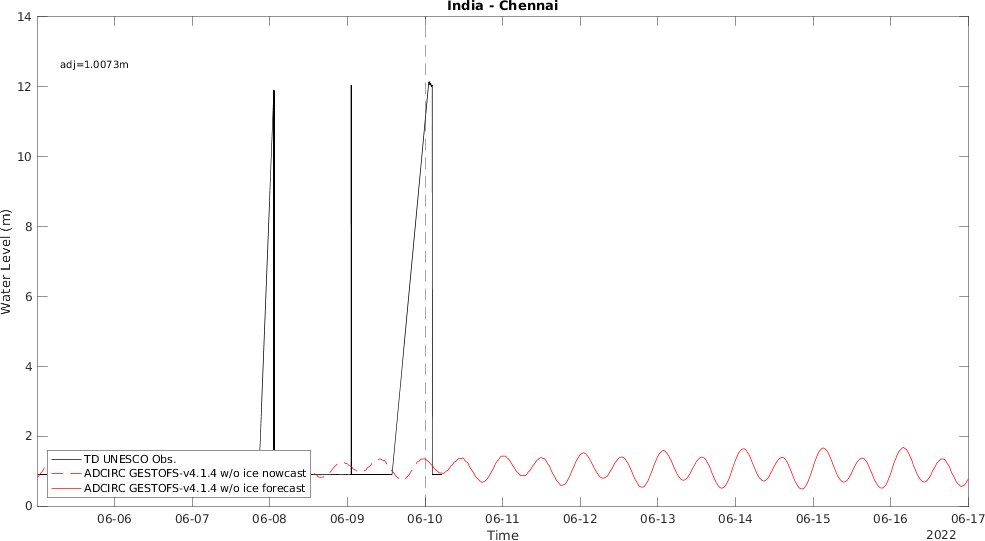 India - Chennai
adj=1.0073m
14
12
10
8
6
4
2
0
Water Level (m)
TD UNESCO Obs.
ADCIRC GESTOFS-v4.1.4 w/o ice nowcast
ADCIRC GESTOFS-v4.1.4 w/o ice forecast
06-06 06-07 06-08 06-09 06-10 06-11 06-12 06-13 06-14 06-15 06-16 06-17
Time
2022